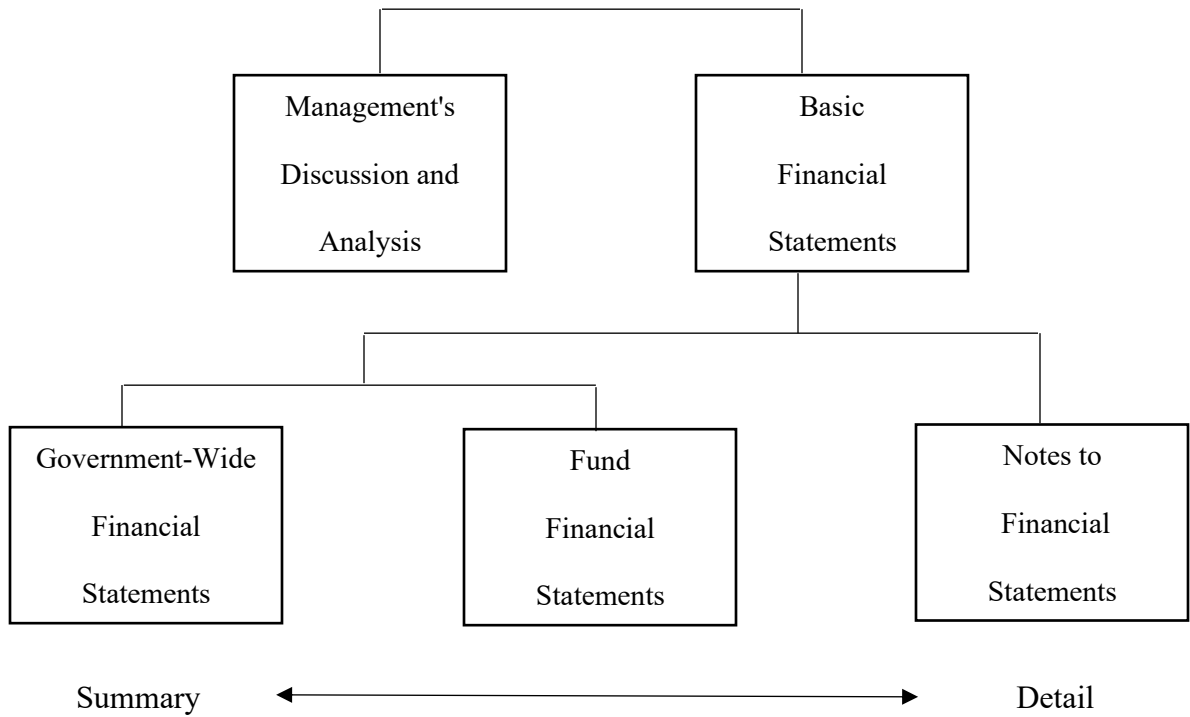 Management's
Discussion and
Analysis
Basic
Financial
Statements
Government-Wide
Financial
Statements
Fund
Financial
Statements
Notes to
Financial
Statements
Summary
Detail